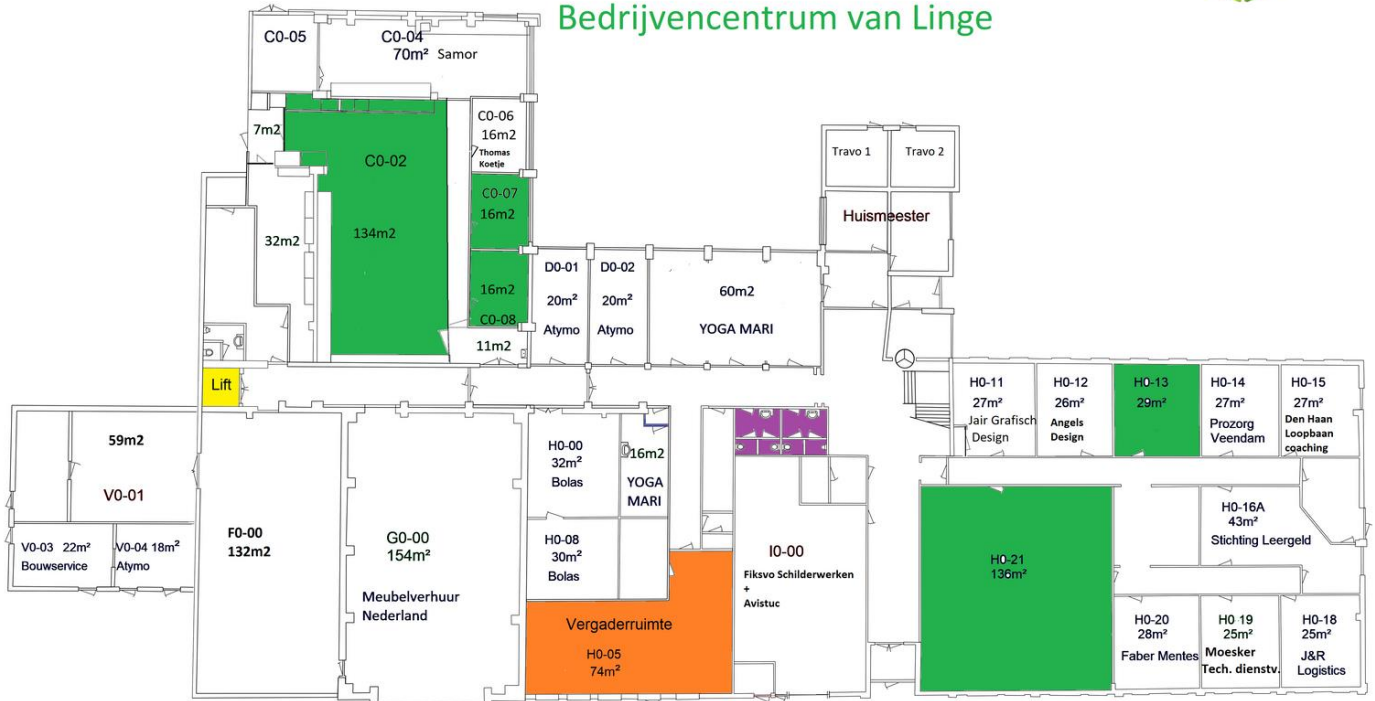 Bedrijvencentrum van Linge
C0-05
C0-04
70m² Samor
7m2
C0-02
134m2
32m2
C0-06
16m2
Thomas
Koetje
C0-07
16m2
16m2
C0-08
11m2
D0-01
20m²
Atymo
D0-02
20m²
Atymo
60m2
YOGA MARI
Travo 1
Travo 2
Huismeester
Lift
59m2
V0-01
V0-03 22m²
Bouwservice
V0-04 18m²
Atymo
F0-00
132m2
G0-00
154m²
Meubelverhuur
Nederland
H0-00
32m²
Bolas
16m2
YOGA
MARI
H0-08
30m²
Bolas
Vergaderruimte
H0-05
74m²
I0-00
Fiksvo Schilderwerken
+
Avistuc
H0-11
27m²
Jair Grafisch
Design
H0-12
26m²
Angels
Design
H0-13
29m²
H0-14
27m²
Prozorg
Veendam
H0-15
27m²
Den Haan
Loopbaan
coaching
H0-16A
43m²
Stichting Leergeld
H0-21
136m²
H0-20
28m²
Faber Mentes
H0 19
25m²
Moesker
Tech. dienstv.
H0-18
25m²
J&R
Logistics